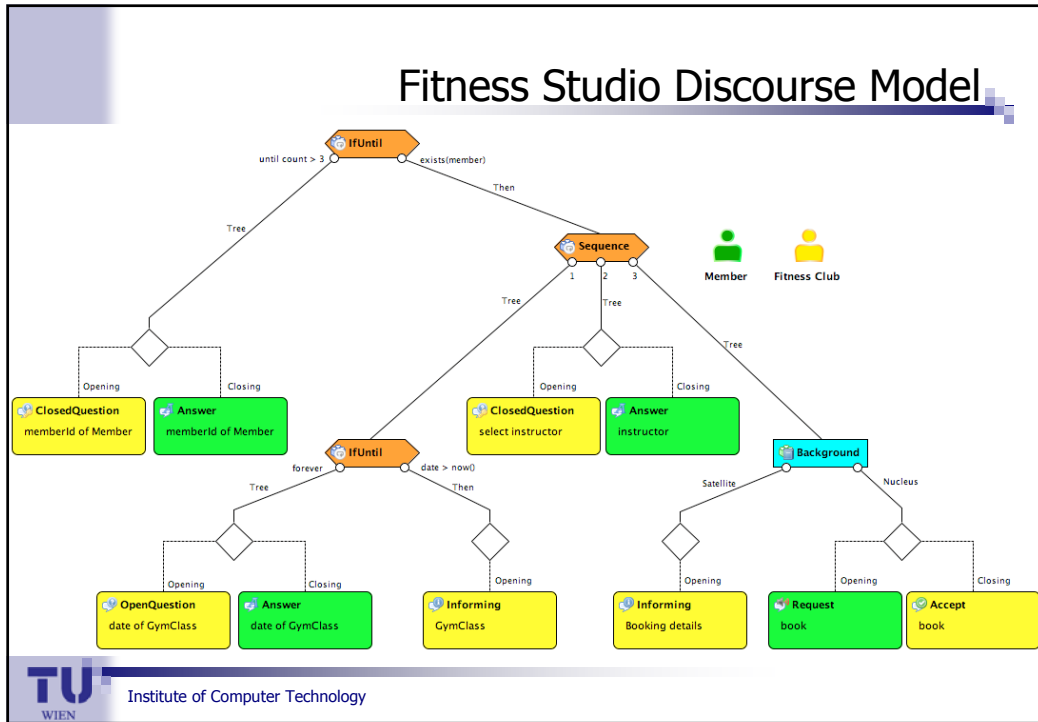 Fitness Studio Discourse Model
IfUntil
until count > 3
exists(member)
Then
Tree
Sequence
1 2 3
Member
Fitness Club
Tree
Tree
Tree
Opening
Closing
ClosedQuestion
memberId of Member
Answer
memberId of Member
Opening
Closing
ClosedQuestion
select instructor
Answer
instructor
IfUntil
forever
date > now()
Tree
Then
Background
Satellite
Nucleus
Opening
Closing
Opening
Opening
Opening
Closing
OpenQuestion
date of GymClass
Answer
date of GymClass
Informing
GymClass
Informing
Booking details
Request
book
Accept
book
TU
WIEN
Institute of Computer Technology